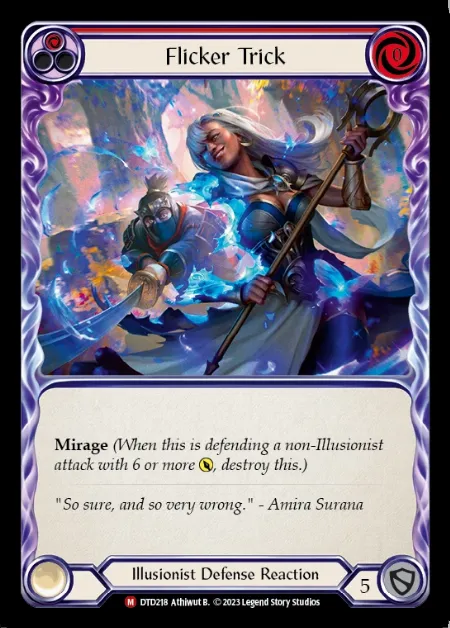 Flicker Trick
0
Mirage (When this is defending a non-Illusionist
attack with 6 or more , destroy this.)
"So sure, and so very wrong." - Amira Surana
Illusionist Defense Reaction
5
M DTD218 Athiwut B. © 2023 Legend Story Studios